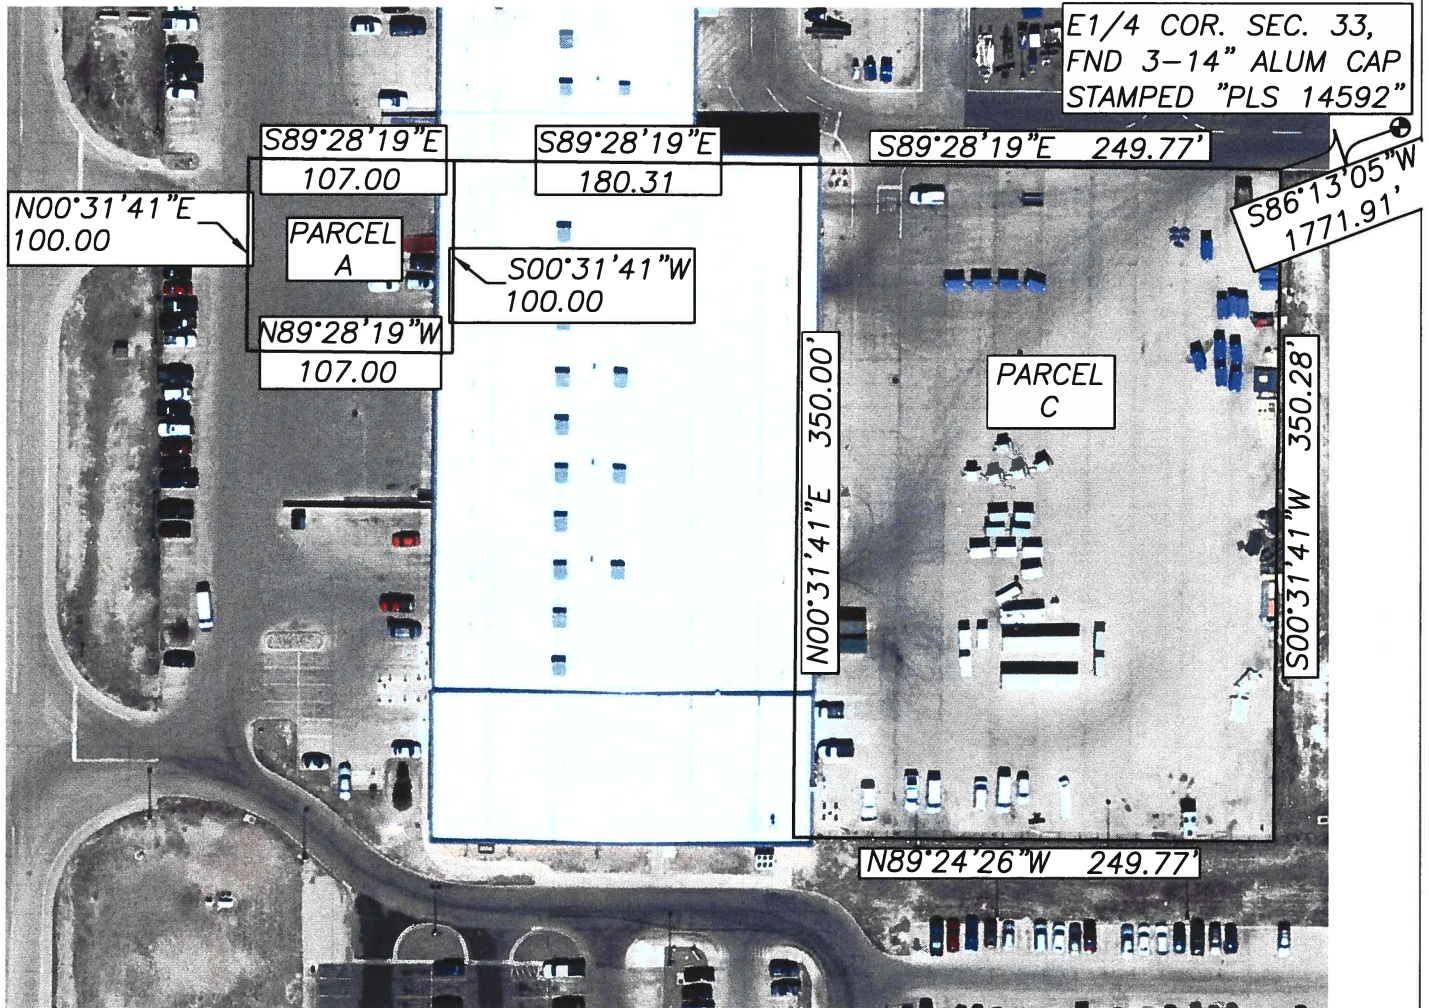 E1/4 COR. SEC. 33,
FND 3-14" ALUM CAP
STAMPED "PLS 14592"
S89°28'19"E
107.00
S89°28'19"E
180.31
S89°28'19"E 249.77'
S86°13'05"W
1771.91'
N00°31'41"E
100.00
PARCEL
A
S00°31'41"W
100.00
N89°28'19"W
107.00
N00°31'41"E 350.00'
PARCEL
C
S00°31'41"W 350.28'
N89°24'26"W 249.77'